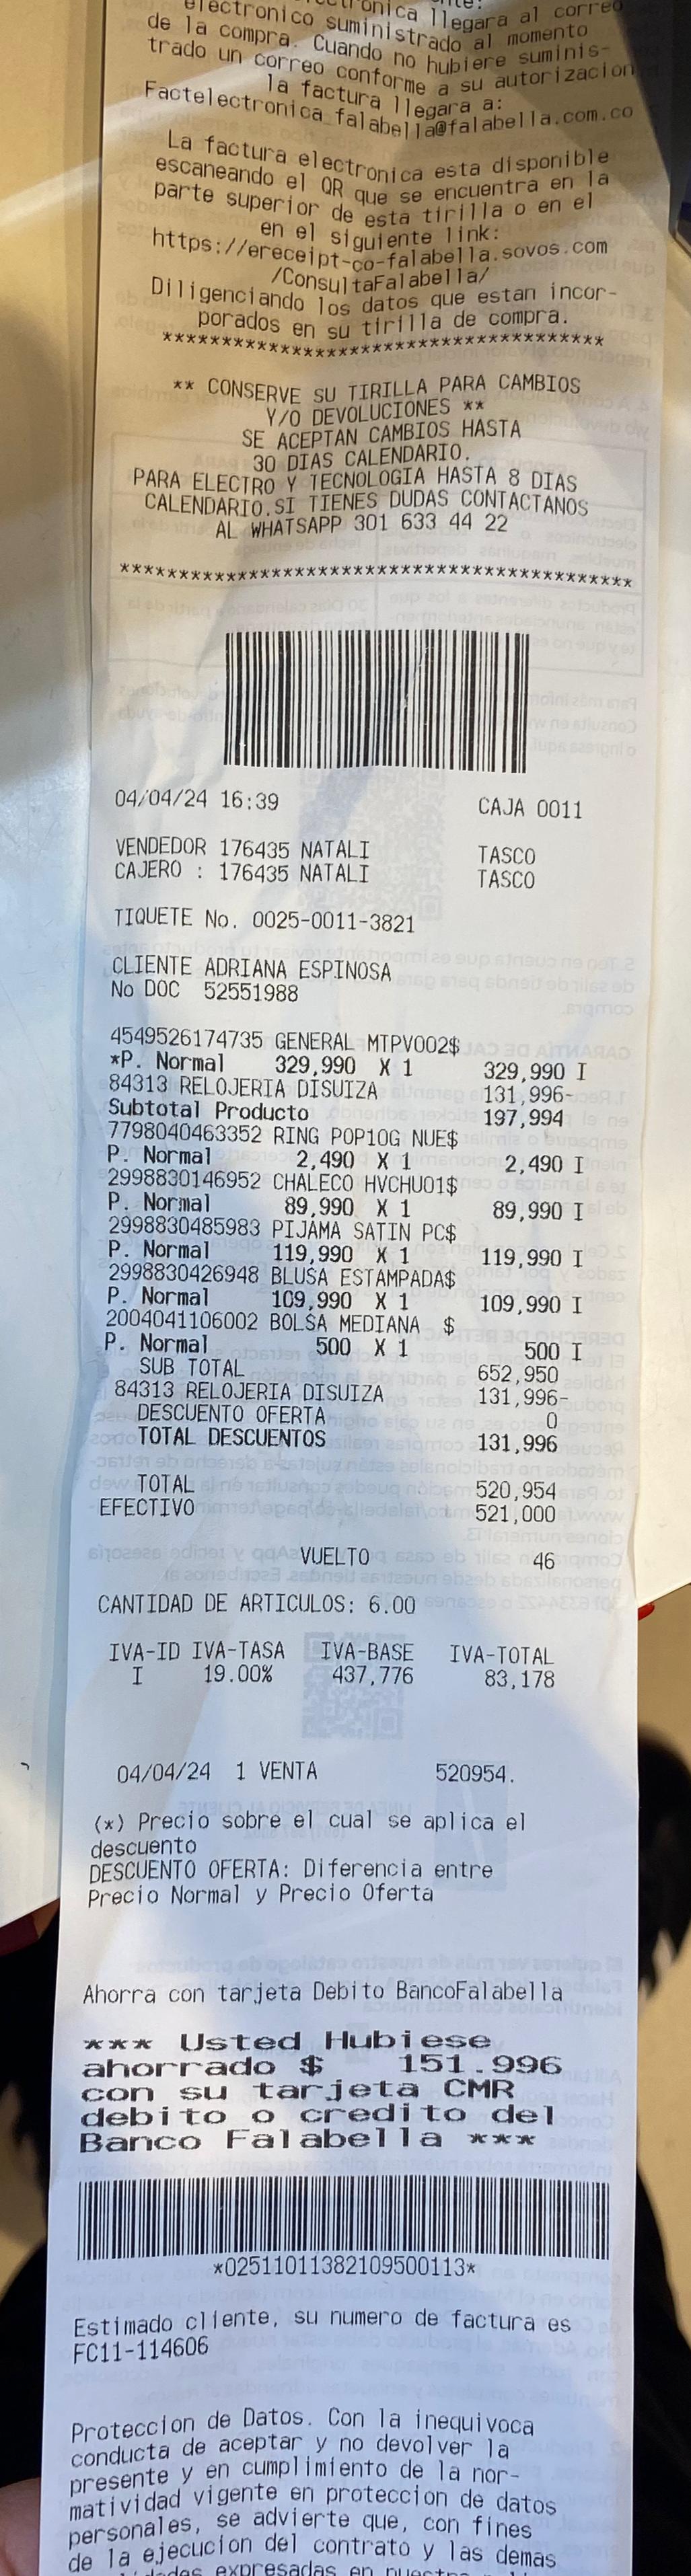 electronica llegara al correo
electronico suministrado al momento
de la compra. Cuando no hubiere suminis-
trado un correo conforme a su autorizacion
la factura llegara a:
Factelectronica_falabella@falabella.com.co
La factura electronica esta disponible
escaneando el QR que se encuentra en la
parte superior de esta tirilla o en el
en el siguiente link:
https://ereceipt-co-falabella.sovos.com
/ConsultaFalabella/
Diligenciando los datos que estan incor-
porados en su tirilla de compra.
*************************************
** CONSERVE SU TIRILLA PARA CAMBIOS
Y/O DEVOLUCIONES **
SE ACEPTAN CAMBIOS HASTA
30 DIAS CALENDARIO.
PARA ELECTRO Y TECNOLOGIA HASTA 8 DIAS
CALENDARIO.SI TIENES DUDAS CONTACTANOS
AL WHATSAPP 301 633 44 22
******************************************
04/04/24 16:39 CAJA 0011
VENDEDOR 176435 NATALI TASCO
CAJERO : 176435 NATALI TASCO
TIQUETE No. 0025-0011-3821
CLIENTE ADRIANA ESPINOSA
No DOC 52551988
4549526174735 GENERAL MTPV002$
*P. Normal 329,990 X 1 329,990 I
84313 RELOJERIA DISUIZA 131,996-
Subtotal Producto 197,994
7798040463352 RING POP10G NUE$
P. Normal 2,490 X 1 2,490 I
2998830146952 CHALECO HVCHU01$
P. Normal 89,990 X 1 89,990 I
2998830485983 PIJAMA SATIN PC$
P. Normal 119,990 X 1 119,990 I
2998830426948 BLUSA ESTAMPADA$
P. Normal 109,990 X 1 109,990 I
2004041106002 BOLSA MEDIANA $
P. Normal 500 X 1 500 I
SUB TOTAL 652,950
84313 RELOJERIA DISUIZA 131,996-
DESCUENTO OFERTA 0
TOTAL DESCUENTOS 131,996
TOTAL 520,954
EFECTIVO 521,000
VUELTO 46
CANTIDAD DE ARTICULOS: 6.00
IVA-ID IVA-TASA IVA-BASE IVA-TOTAL
I 19.00% 437,776 83,178
04/04/24 1 VENTA 520954.
(*) Precio sobre el cual se aplica el
descuento
DESCUENTO OFERTA: Diferencia entre
Precio Normal y Precio Oferta
Ahorra con tarjeta Debito BancoFalabella
*** Usted Hubiese
ahorrado $ 151.996
con su tarjeta CMR
debito o credito del
Banco Falabella ***
*02511011382109500113*
Estimado cliente, su numero de factura es
FC11-114606
Proteccion de Datos. Con la inequivoca
conducta de aceptar y no devolver la
presente y en cumplimiento de la nor-
matividad vigente en proteccion de datos
personales, se advierte que, con fines
de la ejecucion del contrato y las demas
expresadas en